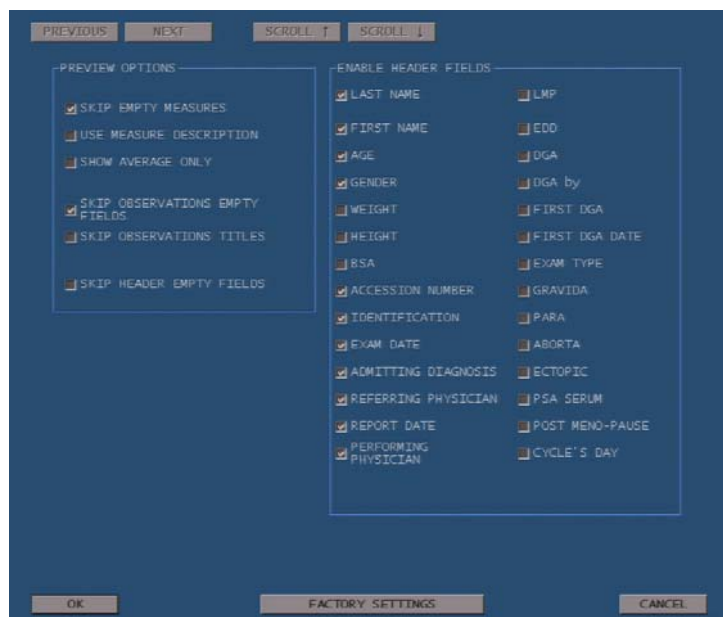 PREVIOUS NEXT SCROLL ↑ SCROLL ↓
PREVIEW OPTIONS
SKIP EMPTY MEASURES
USE MEASURE DESCRIPTION
SHOW AVERAGE ONLY
SKIP OBSERVATIONS EMPTY
FIELDS
SKIP OBSERVATIONS TITLES
SKIP HEADER EMPTY FIELDS
ENABLE HEADER FIELDS
LAST NAME LMP
FIRST NAME EDD
AGE DGA
GENDER DGA by
WEIGHT FIRST DGA
HEIGHT FIRST DGA DATE
BSA EXAM TYPE
ACCESSION NUMBER GRAVIDA
IDENTIFICATION PARA
EXAM DATE ABORTA
ADMITTING DIAGNOSIS ECTOPIC
REFERRING PHYSICIAN PSA SERUM
REPORT DATE POST MENO-PAUSE
PERFORMING
PHYSICIAN CYCLE'S DAY
OK FACTORY SETTINGS CANCEL